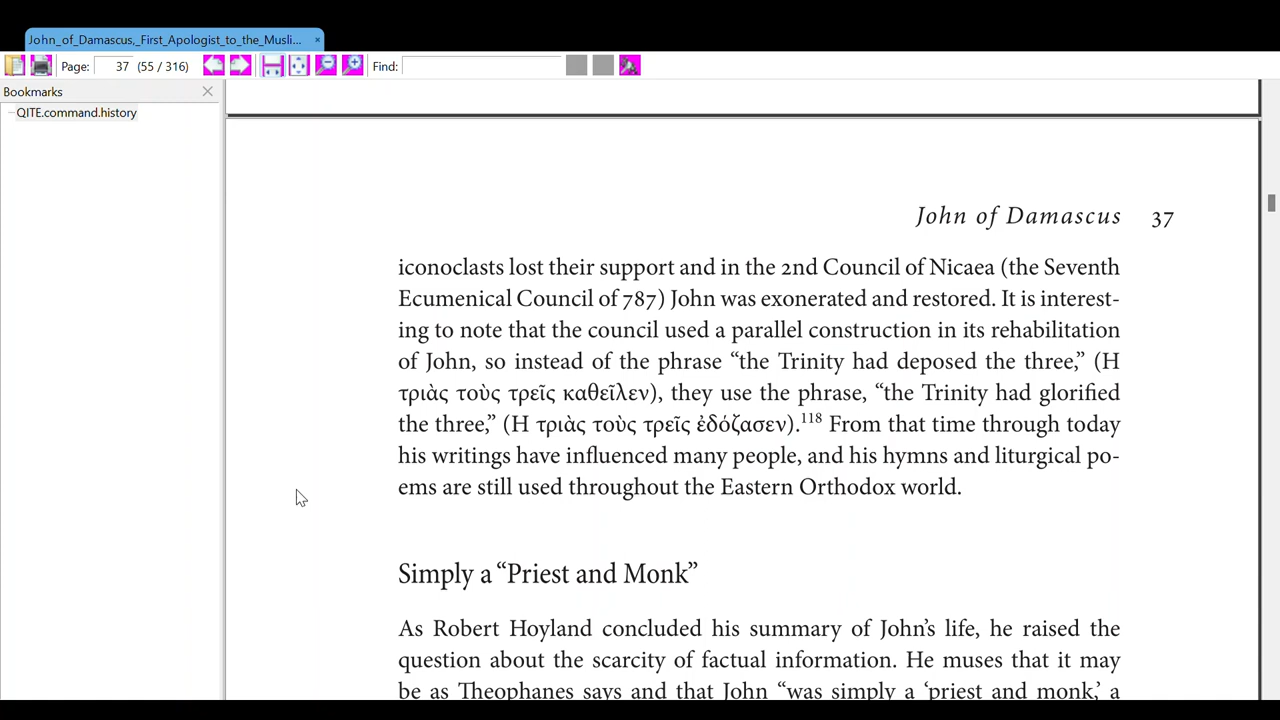 John_of_Damascus,_First_Apologist_to_the_Musli... ×
Page: 37 (55 / 316) Find:
Bookmarks
QITE.command.history
John of Damascus 37
iconoclasts lost their support and in the 2nd Council of Nicaea (the Seventh
Ecumenical Council of 787) John was exonerated and restored. It is interest-
ing to note that the council used a parallel construction in its rehabilitation
of John, so instead of the phrase “the Trinity had deposed the three,” (Η
τριὰς τοὺς τρεῖς καθεῖλεν), they use the phrase, “the Trinity had glorified
the three,” (Η τριὰς τοὺς τρεῖς ἐδόζασεν).118 From that time through today
his writings have influenced many people, and his hymns and liturgical po-
ems are still used throughout the Eastern Orthodox world.
Simply a “Priest and Monk”
As Robert Hoyland concluded his summary of John’s life, he raised the
question about the scarcity of factual information. He muses that it may
be as Theophanes says and that John “was simply a ‘priest and monk,’ a